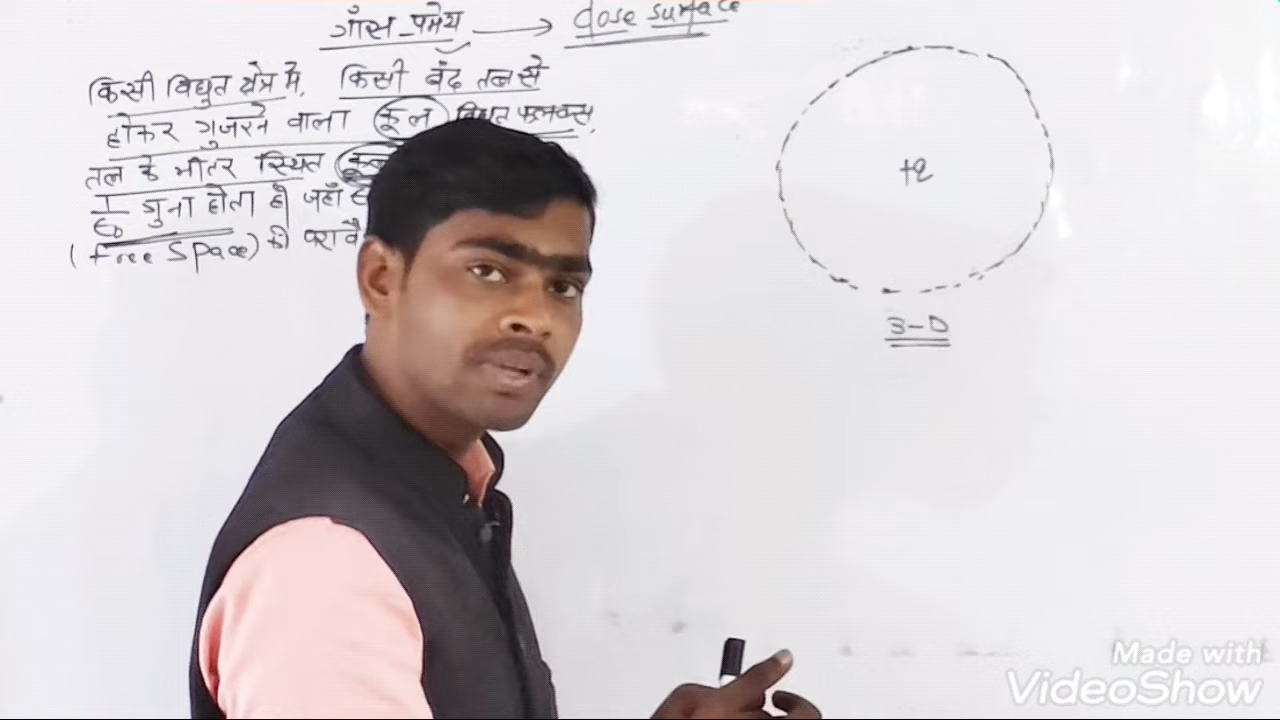 गॉस प्रमेय → close surface
किसी विद्युत क्षेत्र में, किसी बंद तल से
होकर गुजरने वाला कुल विद्युत फ्लक्स,
तल के भीतर स्थित कुल
1/ε₀ गुना होता है जहाँ
(free Space) की परावै
+q
3-D
Made with
VideoShow